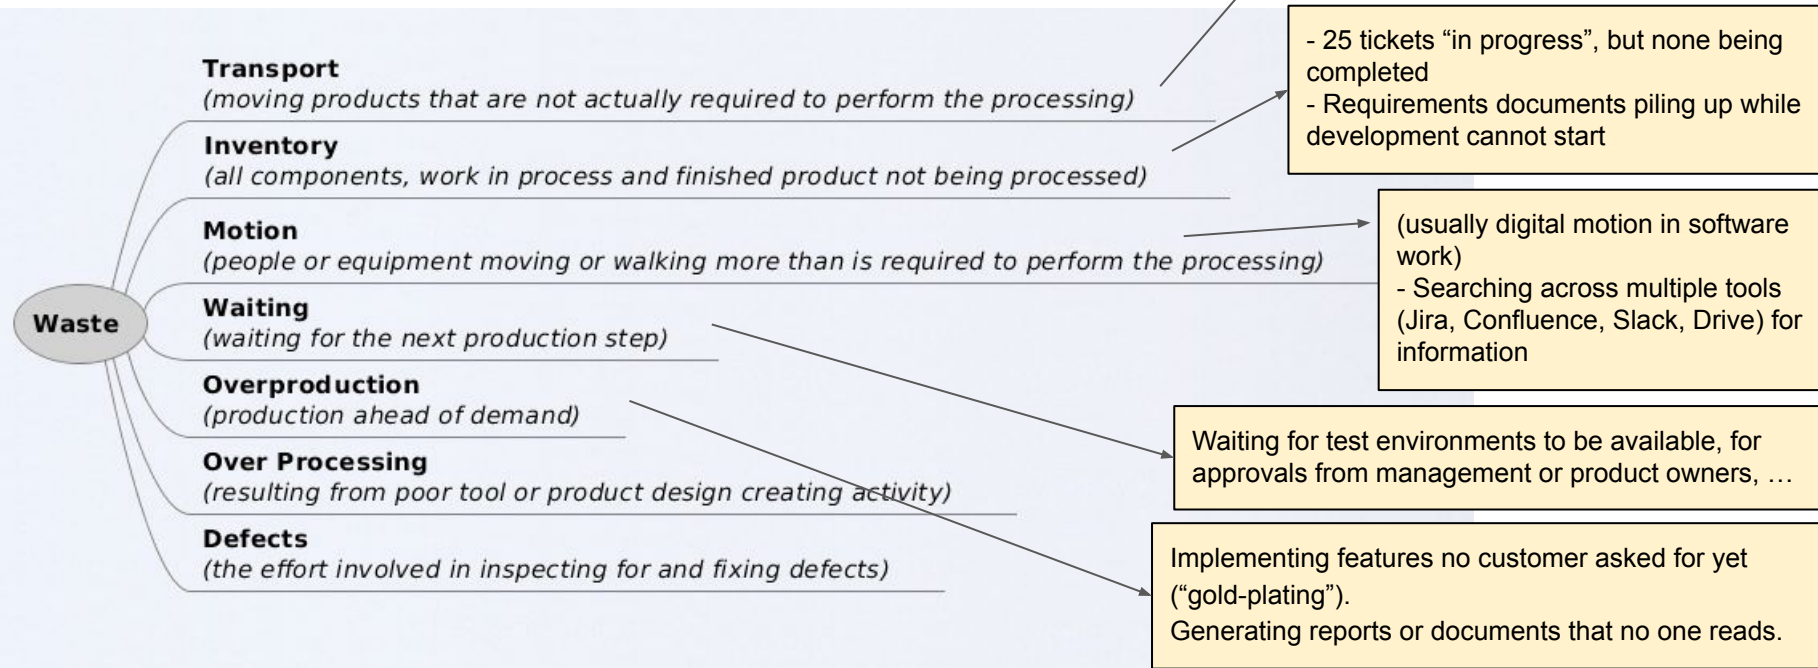 Transport
(moving products that are not actually required to perform the processing)
Inventory
(all components, work in process and finished product not being processed)
Motion
(people or equipment moving or walking more than is required to perform the processing)
Waste
Waiting
(waiting for the next production step)
Overproduction
(production ahead of demand)
Over Processing
(resulting from poor tool or product design creating activity)
Defects
(the effort involved in inspecting for and fixing defects)
- 25 tickets “in progress”, but none being
completed
- Requirements documents piling up while
development cannot start
(usually digital motion in software
work)
- Searching across multiple tools
(Jira, Confluence, Slack, Drive) for
information
Waiting for test environments to be available, for
approvals from management or product owners, …
Implementing features no customer asked for yet
(“gold-plating”).
Generating reports or documents that no one reads.